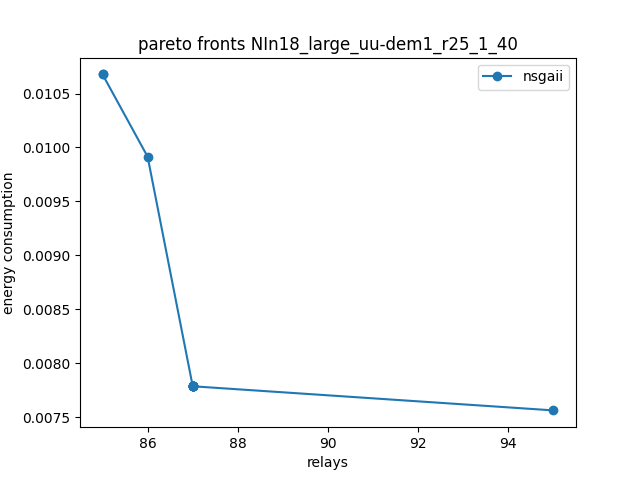 pareto fronts NIn18_large_uu-dem1_r25_1_40
nsgaii
0.0105
0.0100
0.0095
0.0090
0.0085
0.0080
0.0075
energy consumption
86 88 90 92 94
relays